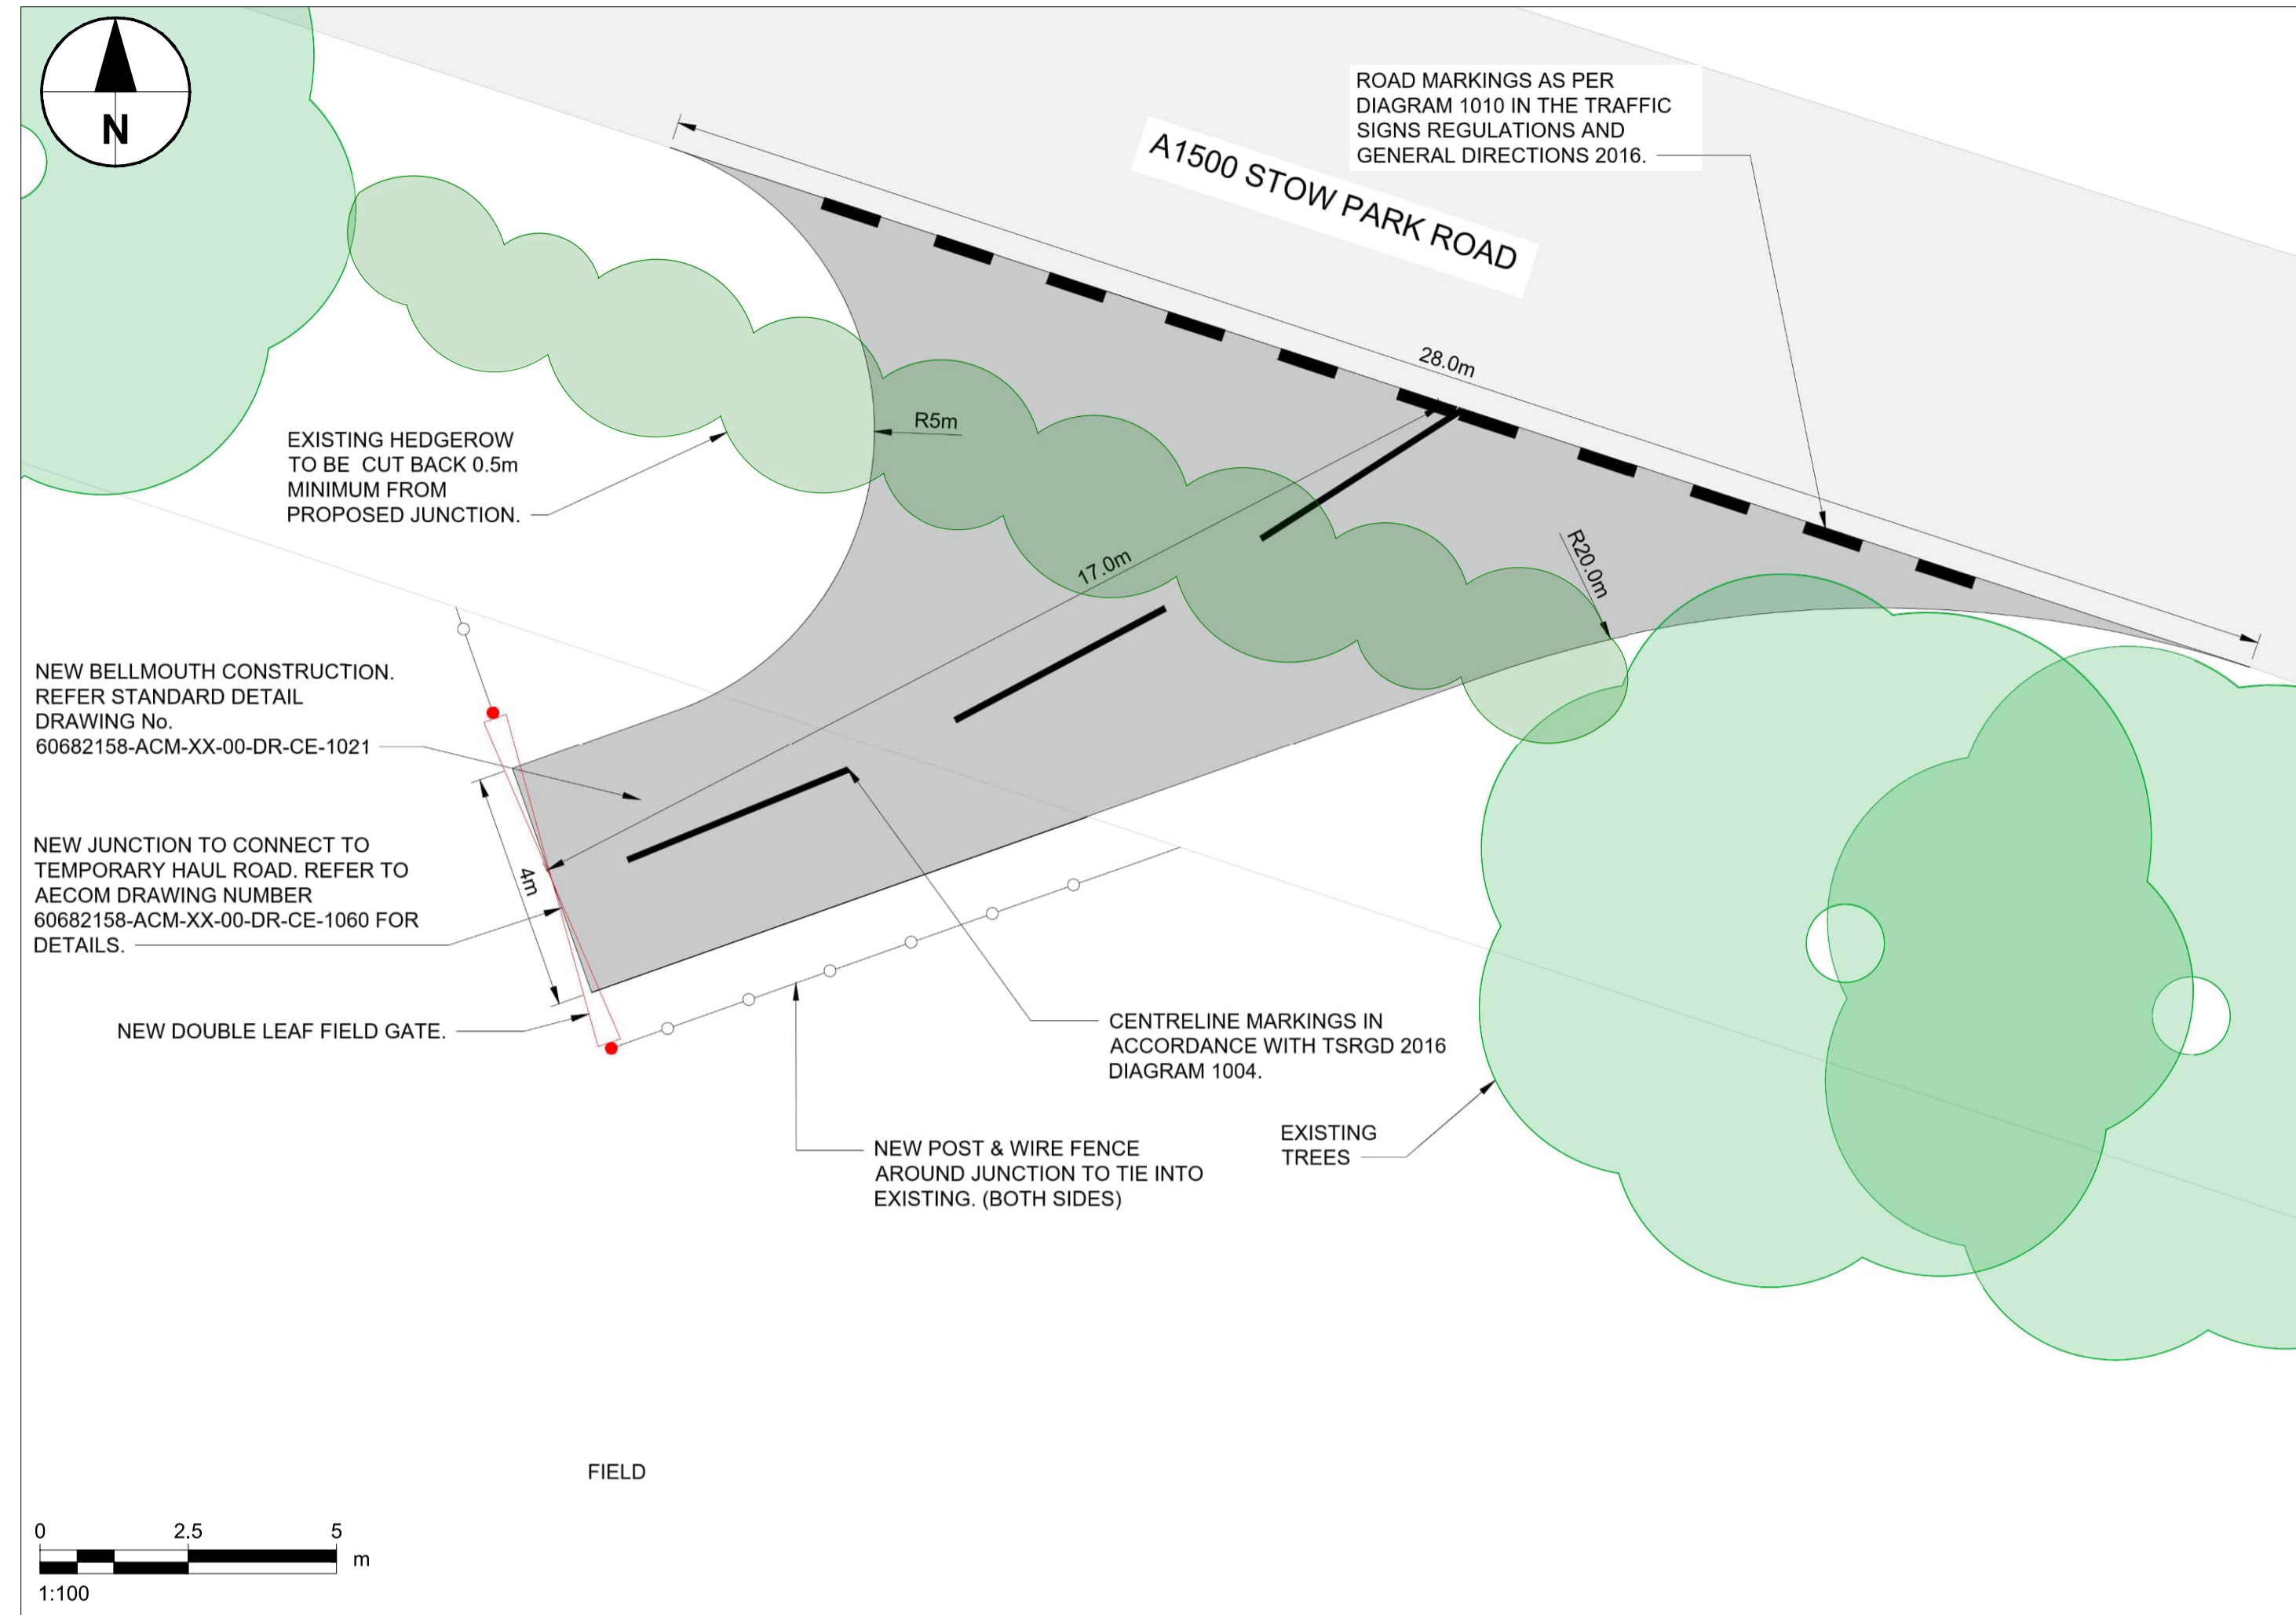 N
ROAD MARKINGS AS PER
DIAGRAM 1010 IN THE TRAFFIC
SIGNS REGULATIONS AND
GENERAL DIRECTIONS 2016.
A1500 STOW PARK ROAD
28.0m
R5m
EXISTING HEDGEROW
TO BE CUT BACK 0.5m
MINIMUM FROM
PROPOSED JUNCTION.
17.0m
R20.0m
NEW BELLMOUTH CONSTRUCTION.
REFER STANDARD DETAIL
DRAWING No.
60682158-ACM-XX-00-DR-CE-1021
NEW JUNCTION TO CONNECT TO
TEMPORARY HAUL ROAD. REFER TO
AECOM DRAWING NUMBER
60682158-ACM-XX-00-DR-CE-1060 FOR
DETAILS.
4m
NEW DOUBLE LEAF FIELD GATE.
CENTRELINE MARKINGS IN
ACCORDANCE WITH TSRGD 2016
DIAGRAM 1004.
NEW POST & WIRE FENCE
AROUND JUNCTION TO TIE INTO
EXISTING. (BOTH SIDES)
EXISTING
TREES
FIELD
0 2.5 5
m
1:100